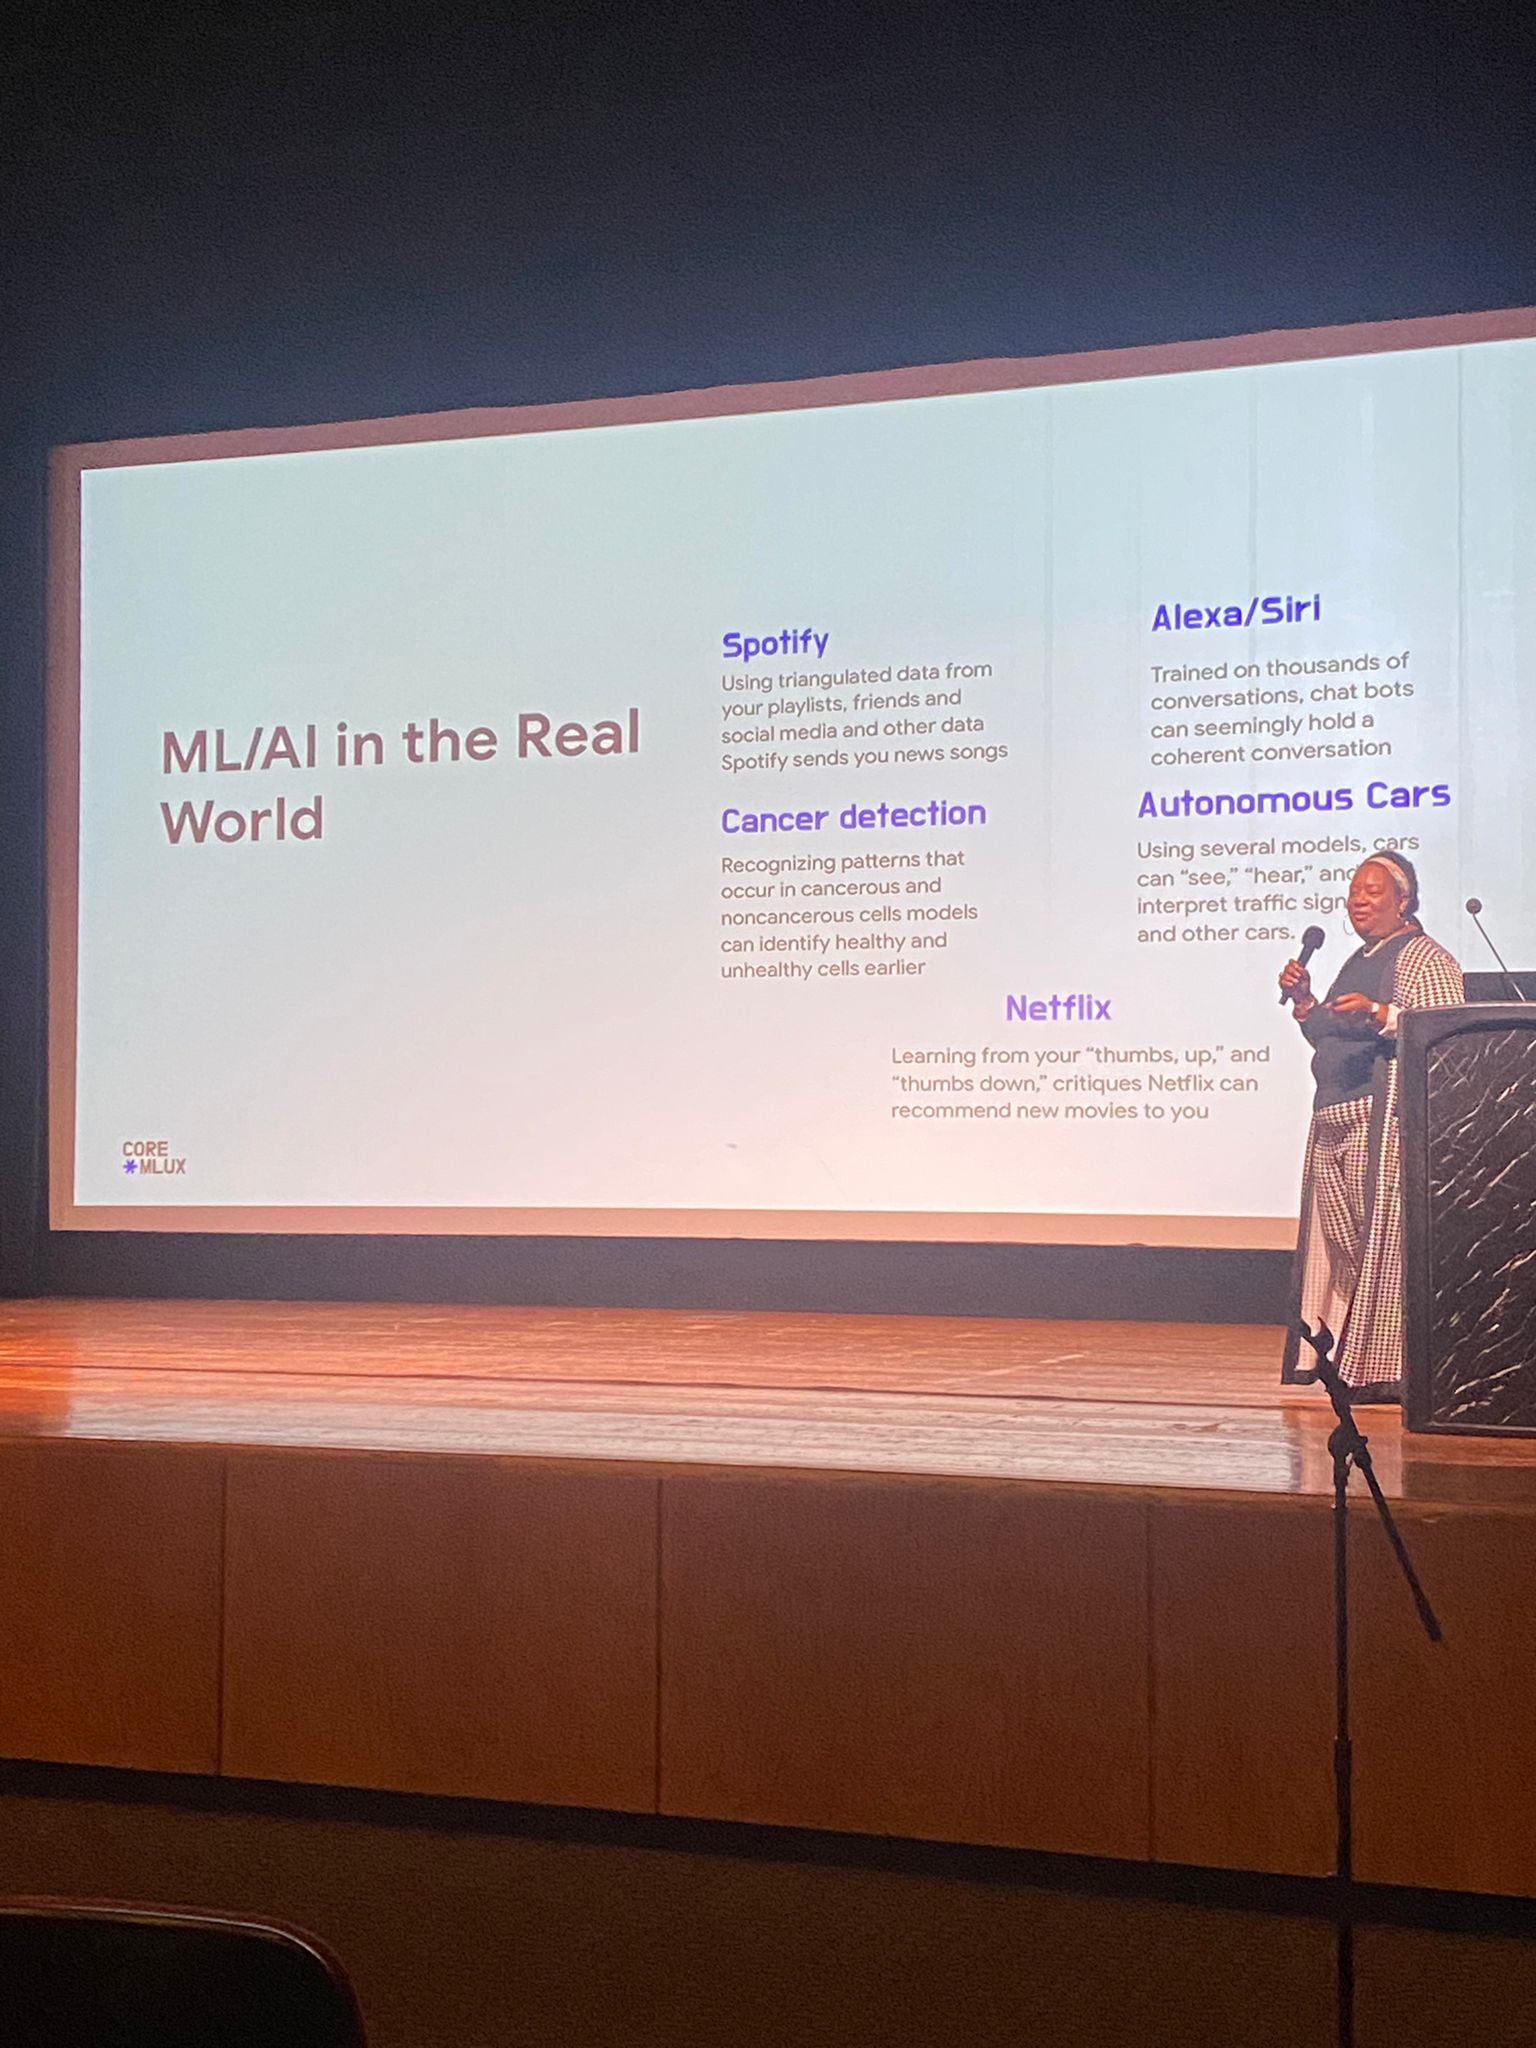 ML/AI in the Real
World
Spotify
Using triangulated data from
your playlists, friends and
social media and other data
Spotify sends you news songs
Alexa/Siri
Trained on thousands of
conversations, chat bots
can seemingly hold a
coherent conversation
Cancer detection
Recognizing patterns that
occur in cancerous and
noncancerous cells models
can identify healthy and
unhealthy cells earlier
Autonomous Cars
Using several models, cars
can “see,” “hear,” and
interpret traffic sign
and other cars.
Netflix
Learning from your “thumbs, up,” and
“thumbs down,” critiques Netflix can
recommend new movies to you
CORE
*MLUX